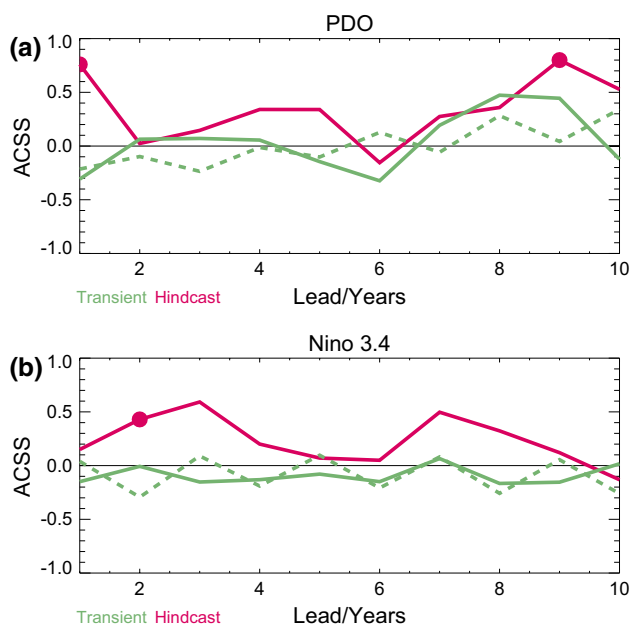 PDO
(a)
1.0
0.5
0.0
-0.5
-1.0
ACSS
2 4 6 8 10
Transient Hindcast
Lead/Years
Nino 3.4
(b)
1.0
0.5
0.0
-0.5
-1.0
ACSS
2 4 6 8 10
Transient Hindcast
Lead/Years